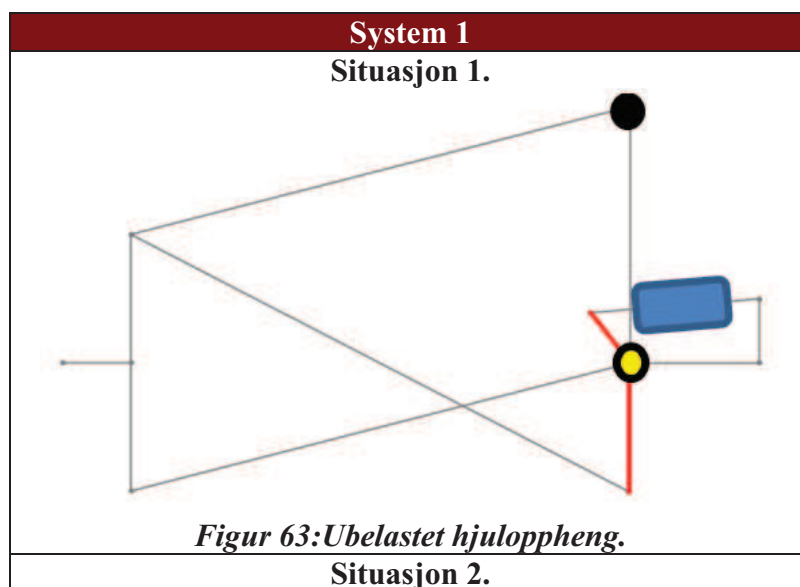 System 1
Situasjon 1.
Figur 63:Ubelastet hjuloppheng.
Situasjon 2.